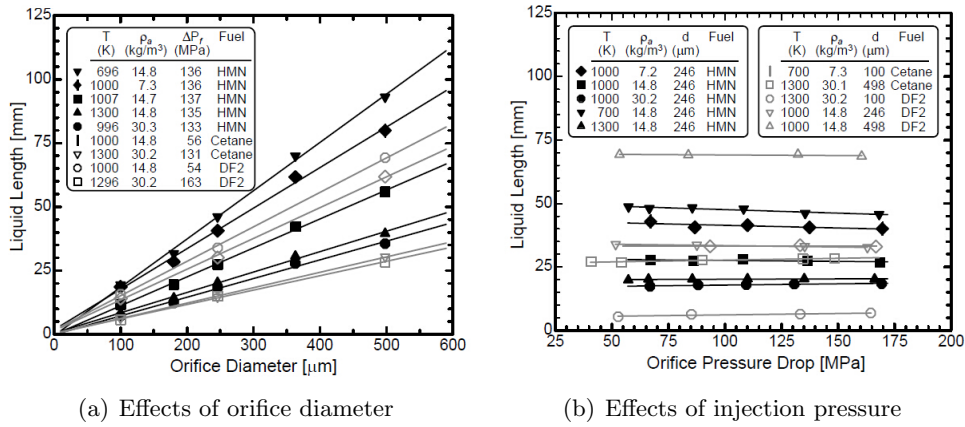 T ρa ΔPf Fuel
(K) (kg/m³) (MPa)
696 14.8 136 HMN
1000 7.3 136 HMN
1007 14.7 137 HMN
1300 14.8 135 HMN
996 30.3 133 HMN
1000 14.8 56 Cetane
1300 30.2 131 Cetane
1000 14.8 54 DF2
1296 30.2 163 DF2
125
100
75
50
25
0
Liquid Length [mm]
0 100 200 300 400 500 600
Orifice Diameter [µm]
(a) Effects of orifice diameter
T ρa d Fuel
(K) (kg/m³) (µm)
1000 7.2 246 HMN
1000 14.8 246 HMN
1000 30.2 246 HMN
700 14.8 246 HMN
1300 14.8 246 HMN
T ρa d Fuel
(K) (kg/m³) (µm)
700 7.3 100 Cetane
1300 30.1 498 Cetane
1300 30.2 100 DF2
1000 14.8 246 DF2
1000 14.8 498 DF2
125
100
75
50
25
0
Liquid Length [mm]
25 50 75 100 125 150 175 200
Orifice Pressure Drop [MPa]
(b) Effects of injection pressure